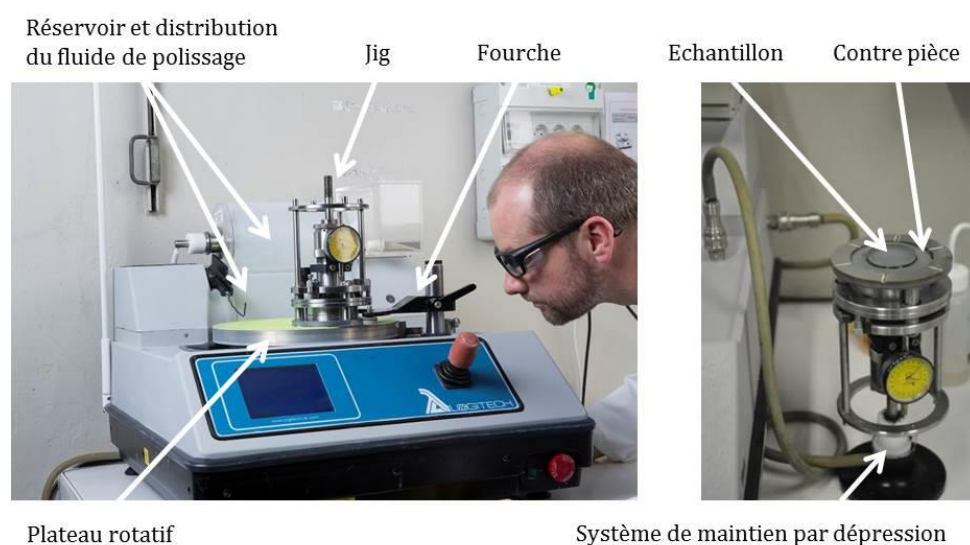 Réservoir et distribution
du fluide de polissage
Jig
Fourche
Echantillon
Contre pièce
LOGITECH
Plateau rotatif
Système de maintien par dépression